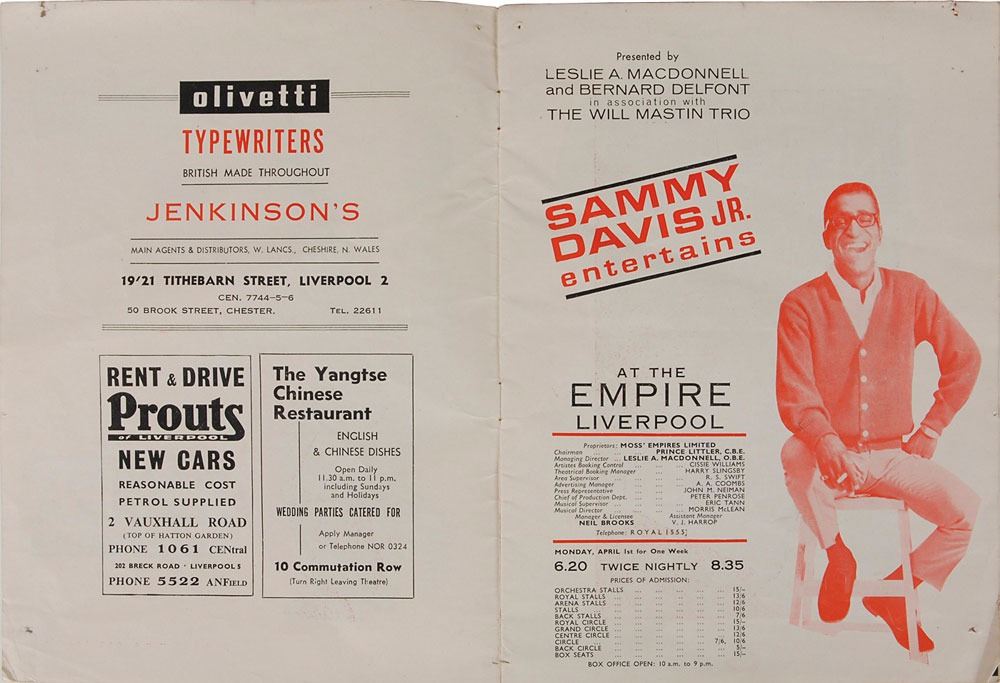 olivetti
TYPEWRITERS
BRITISH MADE THROUGHOUT
JENKINSON'S
MAIN AGENTS & DISTRIBUTORS, W. LANCS., CHESHIRE, N. WALES
19/21 TITHEBARN STREET, LIVERPOOL 2
CEN. 7744-5-6
50 BROOK STREET, CHESTER. TEL. 22611
RENT & DRIVE
Prouts
of LIVERPOOL
NEW CARS
REASONABLE COST
PETROL SUPPLIED
2 VAUXHALL ROAD
(TOP OF HATTON GARDEN)
PHONE 1061 CENtral
202 BRECK ROAD · LIVERPOOL 5
PHONE 5522 ANField
The Yangtse
Chinese
Restaurant
ENGLISH
& CHINESE DISHES
Open Daily
11.30 a.m. to 11 p.m.
including Sundays
and Holidays
WEDDING PARTIES CATERED FOR
Apply Manager
or Telephone NOR 0324
10 Commutation Row
(Turn Right Leaving Theatre)
Presented by
LESLIE A. MACDONNELL
and BERNARD DELFONT
in association with
THE WILL MASTIN TRIO
SAMMY
DAVIS JR.
entertains
AT THE
EMPIRE
LIVERPOOL
Proprietors: MOSS' EMPIRES LIMITED
Chairman ... ... PRINCE LITTLER, C.B.E.
Managing Director ... LESLIE A. MACDONNELL, O.B.E.
Artistes Booking Control ... ... ... CISSIE WILLIAMS
Theatrical Booking Manager ... ... HARRY SLINGSBY
Area Supervisor ... ... ... ... R. S. SWIFT
Advertising Manager ... ... ... A. A. COOMBS
Press Representative ... ... ... JOHN M. NEIMAN
Chief of Production Dept. ... ... PETER PENROSE
Musical Supervisor ... ... ... ... ERIC TANN
Musical Director ... ... ... MORRIS McLEAN
Manager & Licensee Assistant Manager
NEIL BROOKS V. J. HARROP
Telephone: ROYAL 1555
MONDAY, APRIL 1st for One Week
6.20 TWICE NIGHTLY 8.35
PRICES OF ADMISSION:
ORCHESTRA STALLS ... ... ... ... 15/-
ROYAL STALLS ... ... ... ... ... 13/6
ARENA STALLS ... ... ... ... ... 12/6
STALLS ... ... ... ... ... 10/6
BACK STALLS ... ... ... ... ... 7/6
ROYAL CIRCLE ... ... ... ... ... 15/-
GRAND CIRCLE ... ... ... ... ... 13/6
CENTRE CIRCLE ... ... ... ... ... 12/6
CIRCLE ... ... ... ... 7/6, 10/6
BACK CIRCLE ... ... ... ... ... 5/-
BOX SEATS ... ... ... ... ... 15/-
BOX OFFICE OPEN: 10 a.m. to 9 p.m.